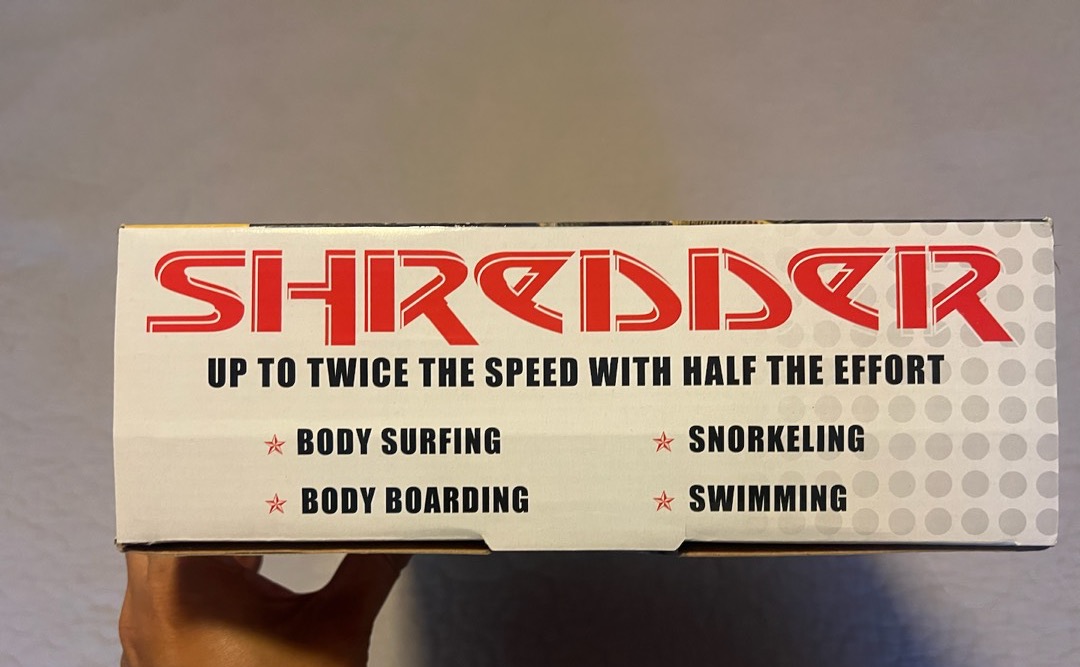 SHREDDER
UP TO TWICE THE SPEED WITH HALF THE EFFORT
BODY SURFING
SNORKELING
BODY BOARDING
SWIMMING